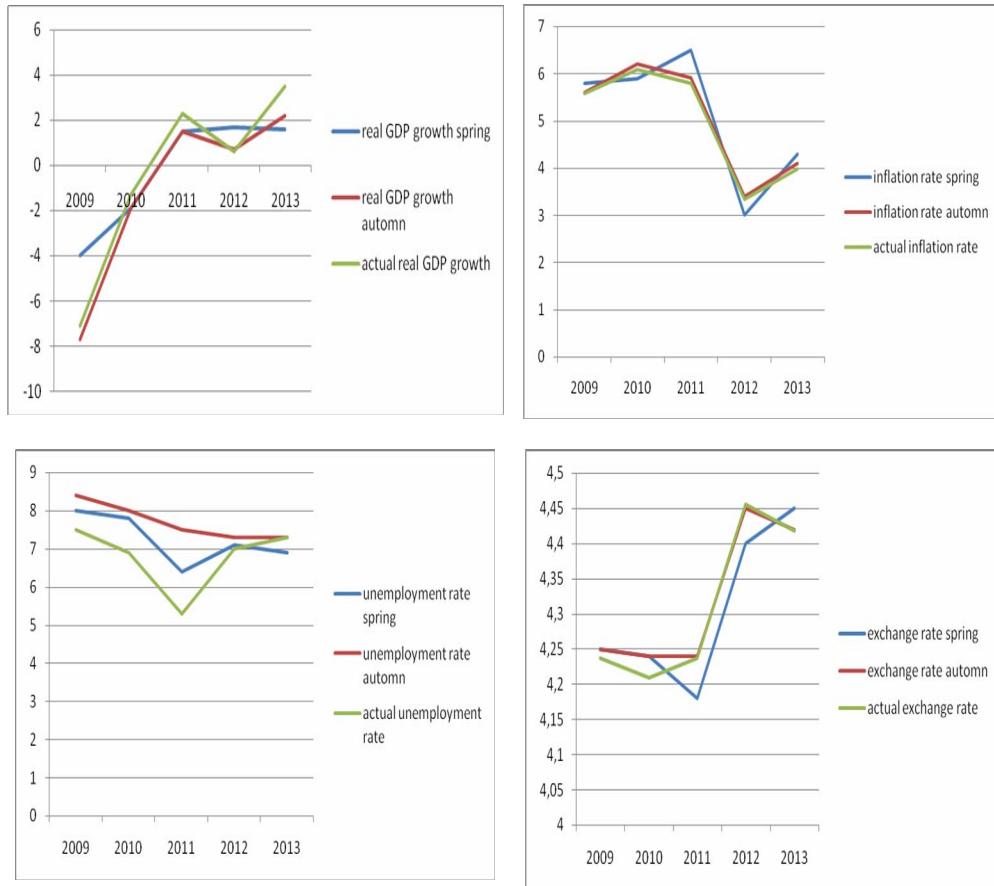 6
4
2
0
-2
-4
-6
-8
-10
2009 2010 2011 2012 2013
real GDP growth spring
real GDP growth
automn
actual real GDP growth
7
6
5
4
3
2
1
0
2009 2010 2011 2012 2013
inflation rate spring
inflation rate automn
actual inflation rate
9
8
7
6
5
4
3
2
1
0
2009 2010 2011 2012 2013
unemployment rate
spring
unemployment rate
automn
actual unemployment
rate
4,5
4,45
4,4
4,35
4,3
4,25
4,2
4,15
4,1
4,05
4
2009 2010 2011 2012 2013
exchange rate spring
exchange rate automn
actual exchange rate